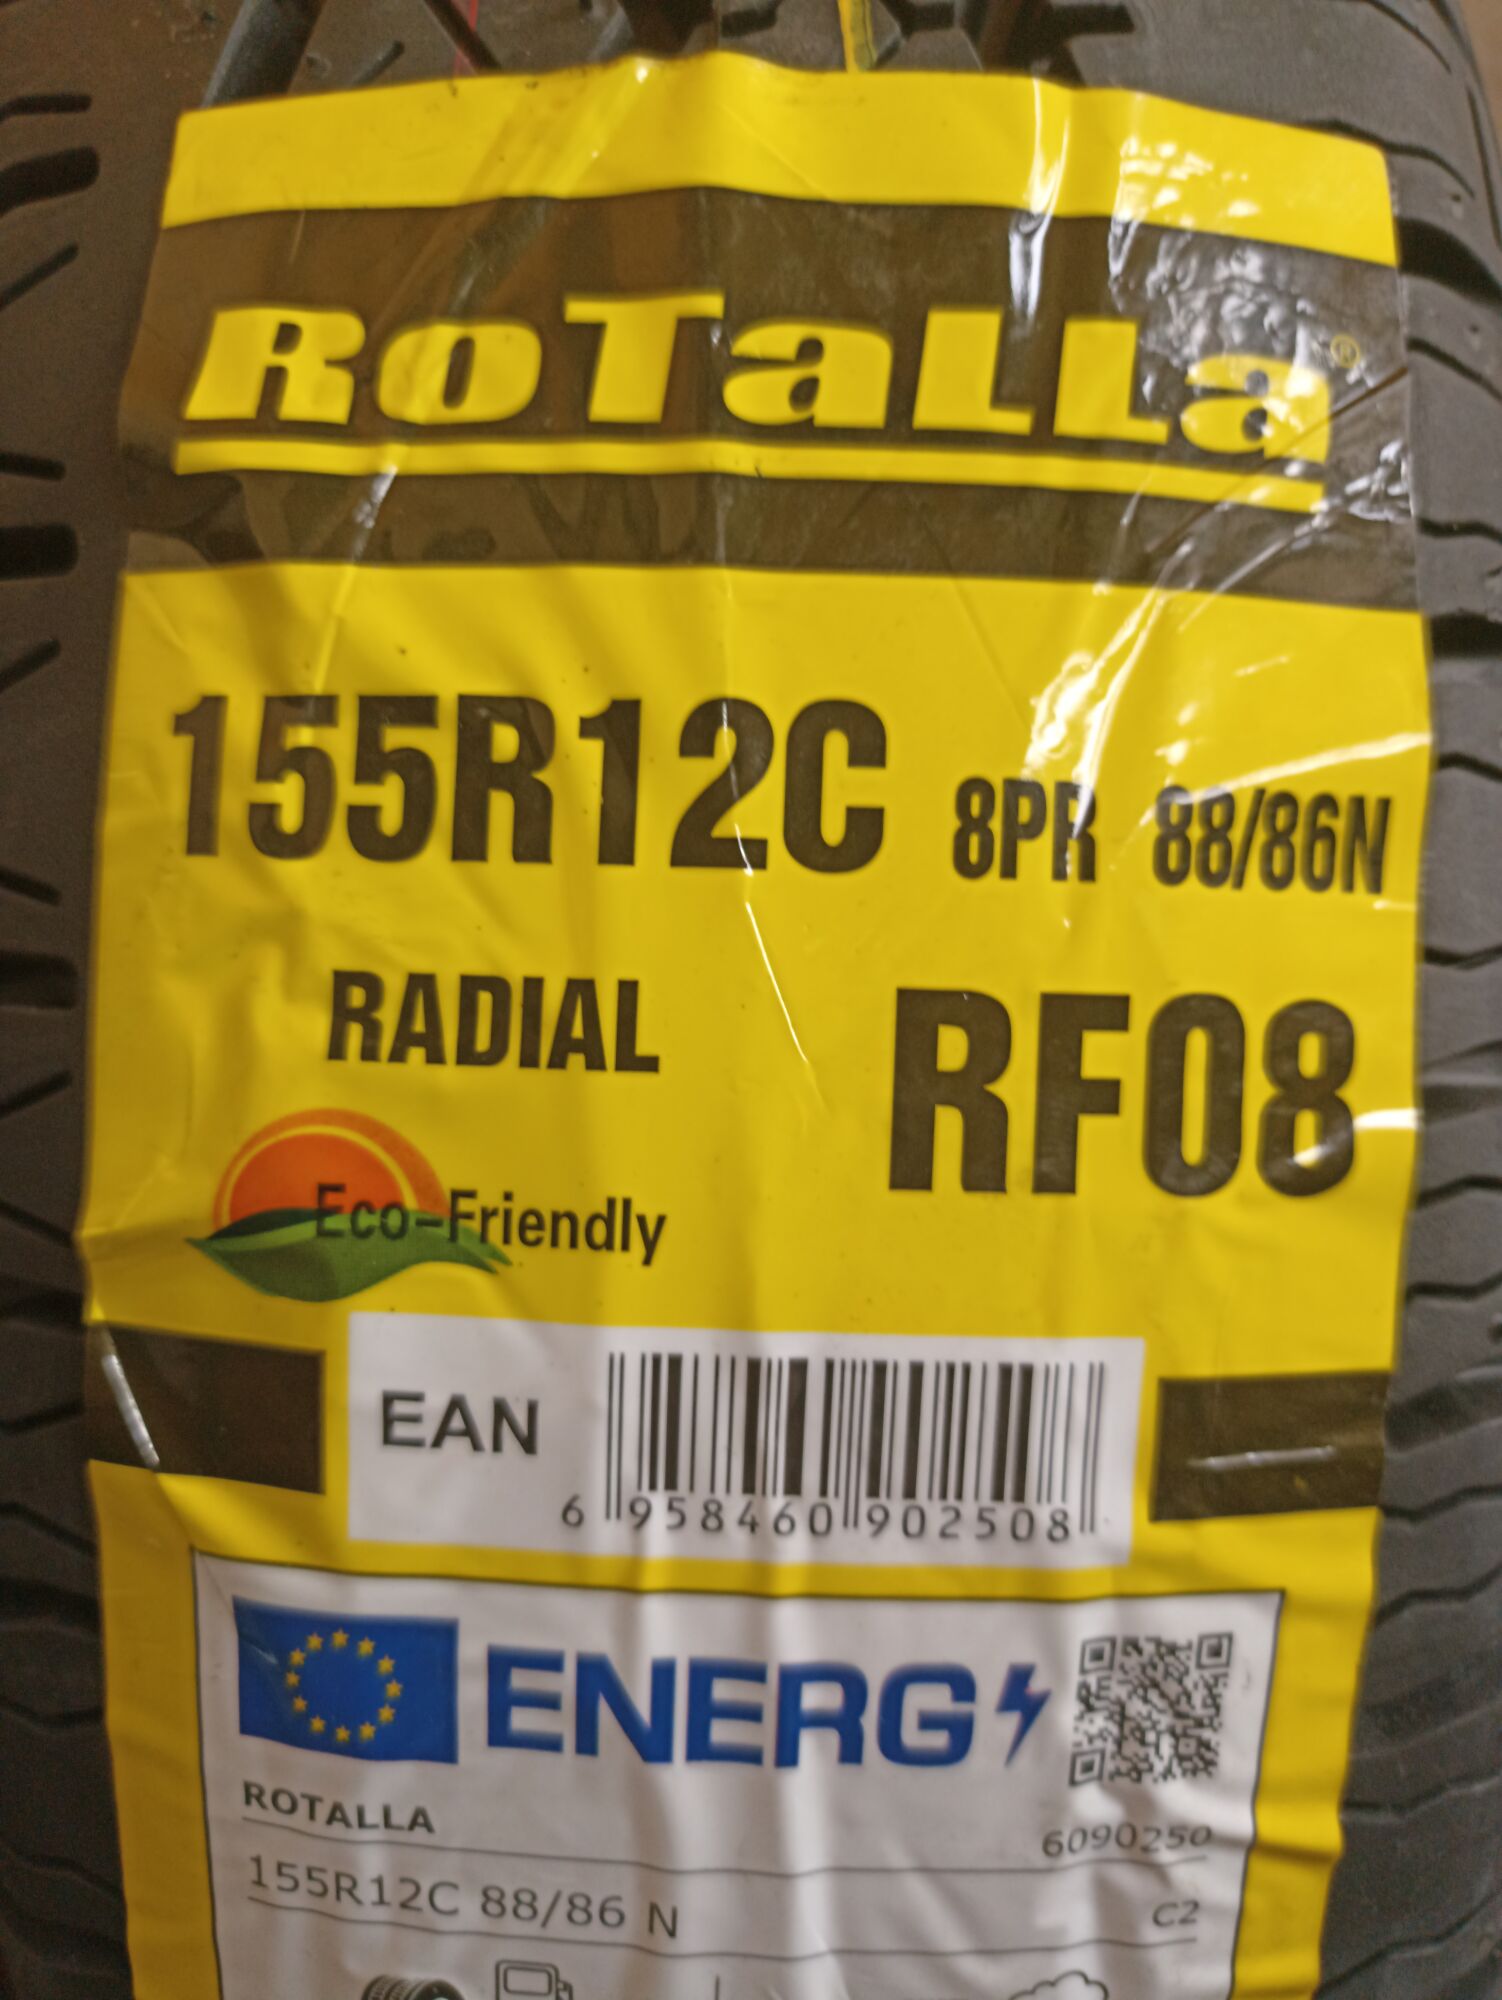 RoTaLLa®
155R12C 8PR 88/86N
RADIAL RF08
Eco-Friendly
EAN
6 958460 902508
ENERG
ROTALLA
6090250
155R12C 88/86 N
C2